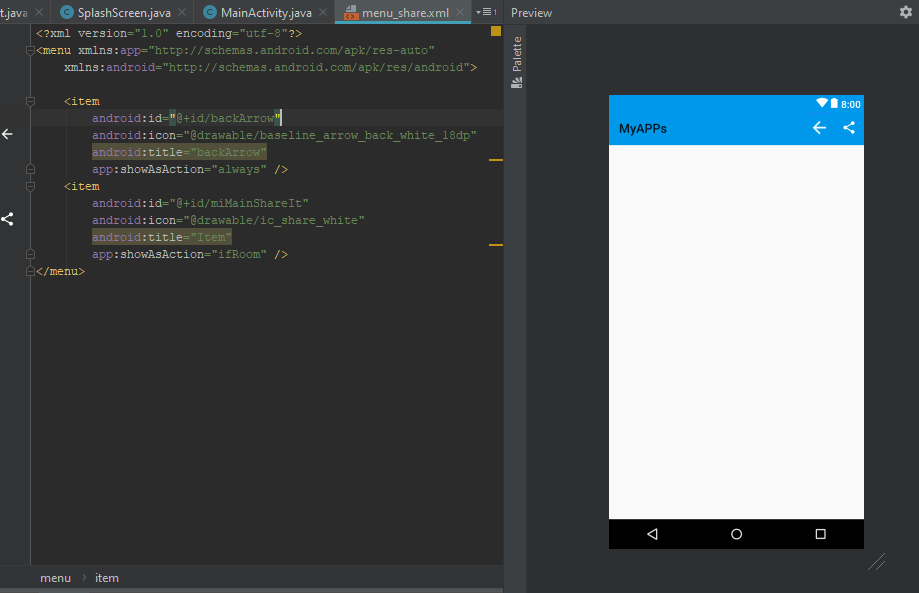 t.java
SplashScreen.java
MainActivity.java
menu_share.xml
1
Preview
<?xml version="1.0" encoding="utf-8"?>
<menu xmlns:app="http://schemas.android.com/apk/res-auto"
xmlns:android="http://schemas.android.com/apk/res/android">
<item
android:id="@+id/backArrow"
android:icon="@drawable/baseline_arrow_back_white_18dp"
android:title="backArrow"
app:showAsAction="always" />
<item
android:id="@+id/miMainShareIt"
android:icon="@drawable/ic_share_white"
android:title="Item"
app:showAsAction="ifRoom" />
</menu>
Palette
8:00
MyAPPs
menu › item